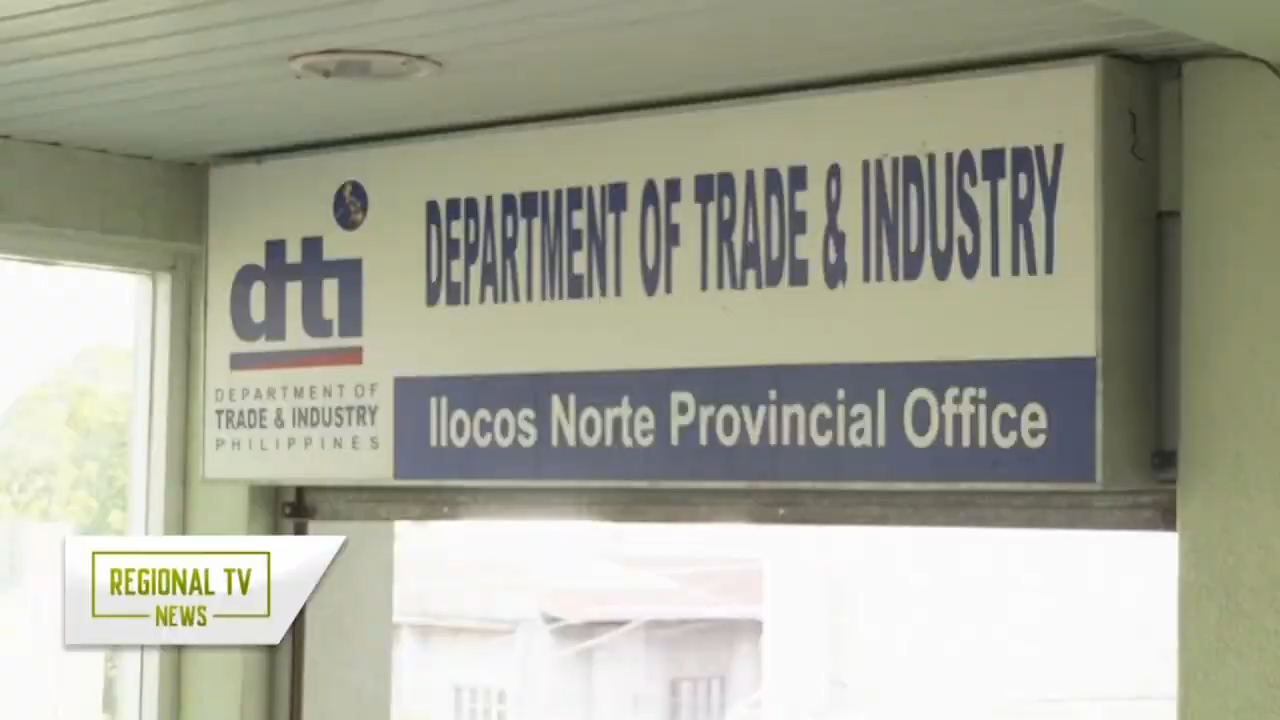 dti
DEPARTMENT OF
TRADE & INDUSTRY
PHILIPPINES
DEPARTMENT OF TRADE & INDUSTRY
Ilocos Norte Provincial Office
REGIONAL TV
NEWS